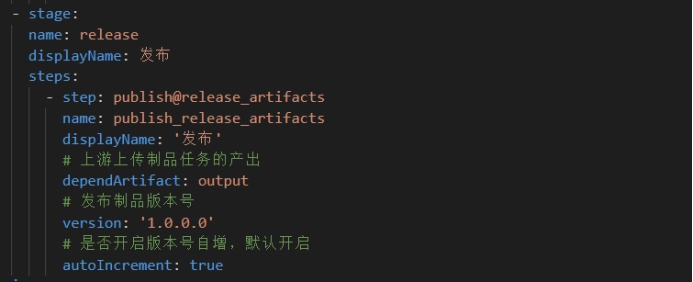 - stage:
name: release
displayName: 发布
steps:
- step: publish@release_artifacts
name: publish_release_artifacts
displayName: '发布'
# 上游上传制品任务的产出
dependArtifact: output
# 发布制品版本号
version: '1.0.0.0'
# 是否开启版本号自增，默认开启
autoIncrement: true